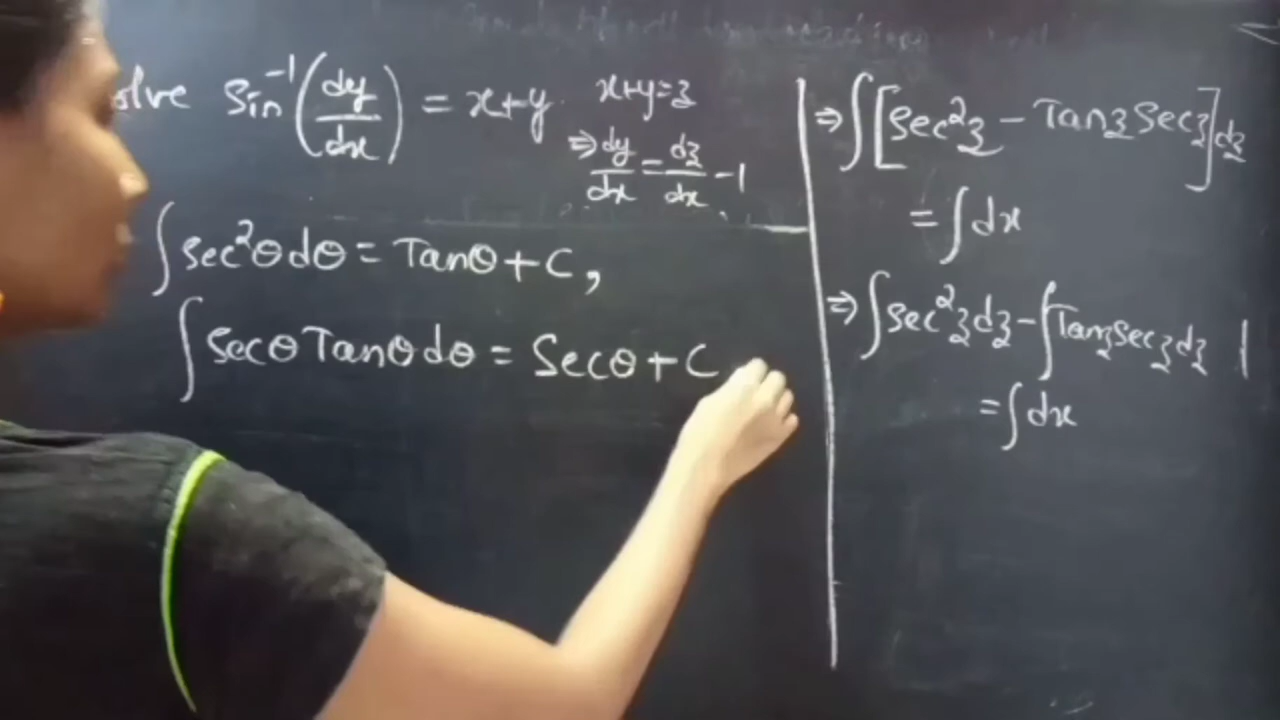 olve Sin⁻¹(dy/dx) = x+y x+y=z
⇒ dy/dx = dz/dx - 1
∫ Sec²θ dθ = Tanθ + C,
∫ Secθ Tanθ dθ = Secθ + C
⇒ ∫ [Sec²z - Tanz Secz] dz
= ∫ dx
⇒ ∫ Sec²z dz - ∫ Tanz Secz dz
= ∫ dx